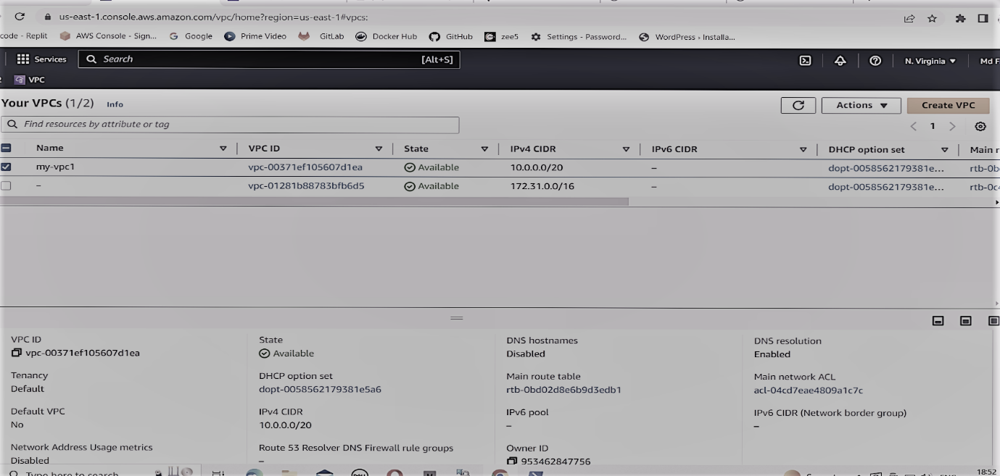 us-east-1.console.aws.amazon.com/vpc/home?region=us-east-1#vpcs:
code - Replit AWS Console - Sign... Google Prime Video GitLab Docker Hub GitHub zee5 Settings - Password... WordPress › Installa...
Services Search [Alt+S] N. Virginia ▼ Md F
VPC
Your VPCs (1/2) Info Actions ▼ Create VPC
Find resources by attribute or tag
< 1 >
Name VPC ID State IPv4 CIDR IPv6 CIDR DHCP option set Main r
my-vpc1 vpc-00371ef105607d1ea Available 10.0.0.0/20 – dopt-0058562179381e... rtb-0b
– vpc-01281b88783bfb6d5 Available 172.31.0.0/16 – dopt-0058562179381e... rtb-0c
VPC ID State DNS hostnames DNS resolution
vpc-00371ef105607d1ea Available Disabled Enabled
Tenancy DHCP option set Main route table Main network ACL
Default dopt-0058562179381e5a6 rtb-0bd02d8e6b9d3edb1 acl-04cd7eae4809a1c7c
Default VPC IPv4 CIDR IPv6 pool IPv6 CIDR (Network border group)
No 10.0.0.0/20 – –
Network Address Usage metrics Route 53 Resolver DNS Firewall rule groups Owner ID
Disabled – 953462847756
Type here to search 18:52